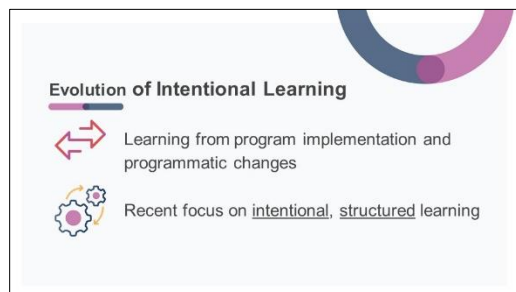 Evolution of Intentional Learning
Learning from program implementation and
programmatic changes
Recent focus on intentional, structured learning